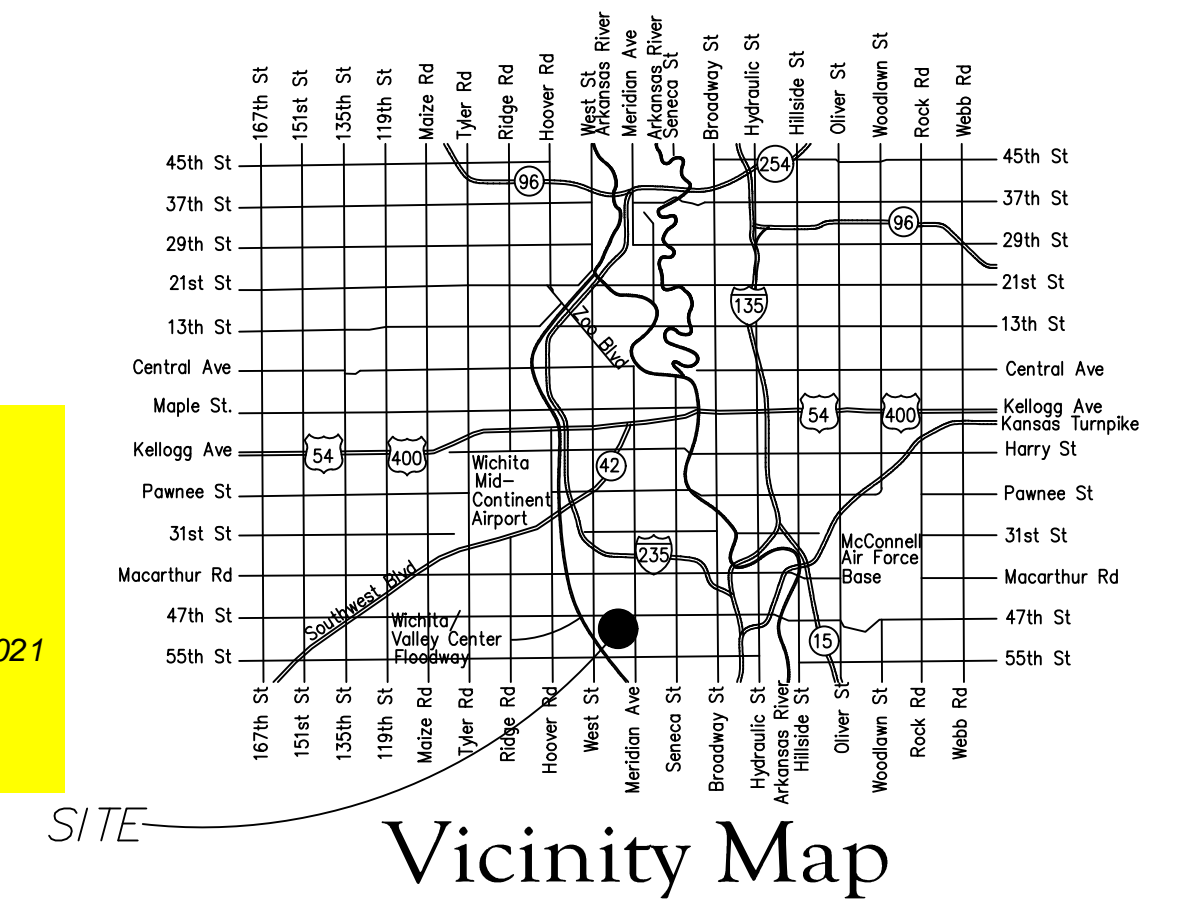 167th St
151st St
135th St
119th St
Maize Rd
Tyler Rd
Ridge Rd
Hoover Rd
West St
Arkansas River
Meridian Ave
Arkansas River
Seneca St
Broadway St
Hydraulic St
Hillside St
Oliver St
Woodlawn St
Rock Rd
Webb Rd
45th St
254
45th St
96
37th St
37th St
96
29th St
29th St
21st St
21st St
135
13th St
Zoo Blvd
13th St
Central Ave
Central Ave
Maple St.
54
400
Kellogg Ave
Kansas Turnpike
Kellogg Ave
54
400
42
Harry St
Wichita
Mid-
Continent
Airport
Pawnee St
Pawnee St
31st St
235
31st St
McConnell
Air Force
Base
Macarthur Rd
Macarthur Rd
Southwest Blvd
47th St
Wichita/
Valley Center
Floodway
47th St
15
55th St
55th St
021
167th St
151st St
135th St
119th St
Maize Rd
Tyler Rd
Ridge Rd
Hoover Rd
West St
Meridian Ave
Seneca St
Broadway St
Hydraulic St
Arkansas River
Hillside St
Oliver St
Woodlawn St
Rock Rd
Webb Rd
SITE
Vicinity Map